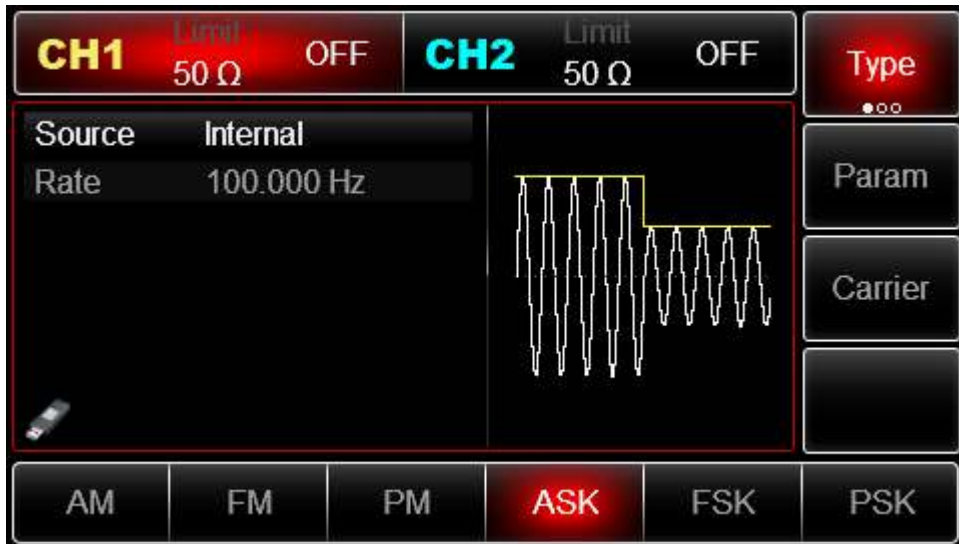 CH1 Limit 50 Ω OFF
CH2 Limit 50 Ω OFF
Type
Source Internal
Rate 100.000 Hz
Param
Carrier
AM FM PM ASK FSK PSK